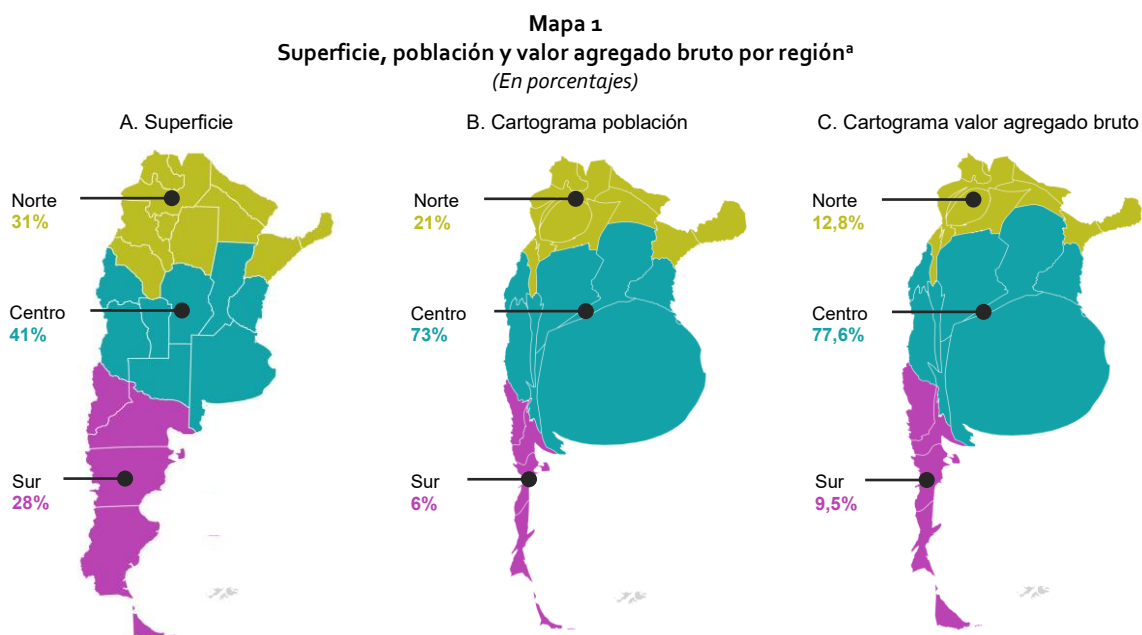 Mapa 1
Superficie, población y valor agregado bruto por regiónª
(En porcentajes)
A. Superficie
Norte
31%
Centro
41%
Sur
28%
B. Cartograma población
Norte
21%
Centro
73%
Sur
6%
C. Cartograma valor agregado bruto
Norte
12,8%
Centro
77,6%
Sur
9,5%